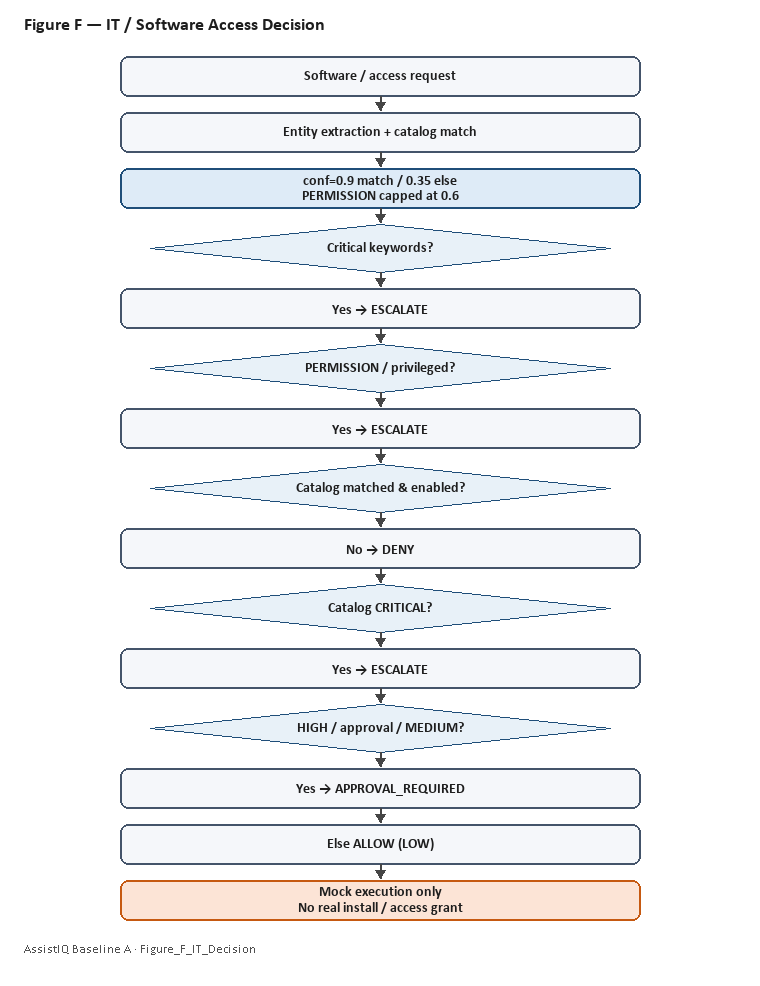 Figure F — IT / Software Access Decision
Software / access request
Entity extraction + catalog match
conf=0.9 match / 0.35 else
PERMISSION capped at 0.6
Critical keywords?
Yes → ESCALATE
PERMISSION / privileged?
Yes → ESCALATE
Catalog matched & enabled?
No → DENY
Catalog CRITICAL?
Yes → ESCALATE
HIGH / approval / MEDIUM?
Yes → APPROVAL_REQUIRED
Else ALLOW (LOW)
Mock execution only
No real install / access grant
AssistIQ Baseline A · Figure_F_IT_Decision